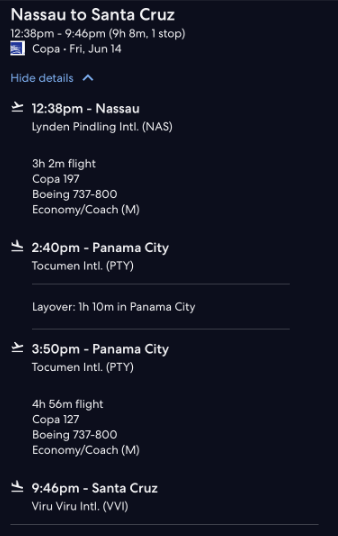 Nassau to Santa Cruz
12:38pm - 9:46pm (9h 8m, 1 stop)
Copa • Fri, Jun 14
Hide details
12:38pm - Nassau
Lynden Pindling Intl. (NAS)
3h 2m flight
Copa 197
Boeing 737-800
Economy/Coach (M)
2:40pm - Panama City
Tocumen Intl. (PTY)
Layover: 1h 10m in Panama City
3:50pm - Panama City
Tocumen Intl. (PTY)
4h 56m flight
Copa 127
Boeing 737-800
Economy/Coach (M)
9:46pm - Santa Cruz
Viru Viru Intl. (VVI)